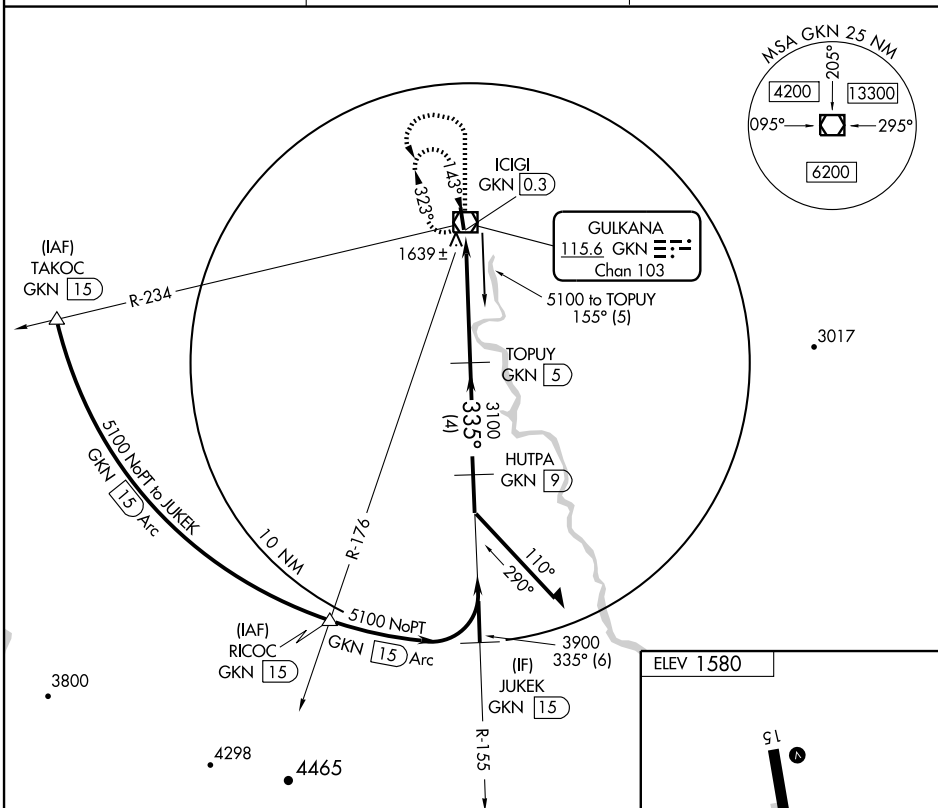 MSA GKN 25 NM
205°
4200
13300
095°
295°
6200
ICIGI
GKN 0.3
143°
323°
1639 ±
GULKANA
115.6 GKN
Chan 103
(IAF)
TAKOC
GKN 15
R-234
5100 to TOPUY
155° (5)
3017
TOPUY
GKN 5
3100
335°
(4)
HUTPA
GKN 9
5100 NoPT to JUKEK
GKN 15 Arc
R-176
10 NM
110°
290°
5100 NoPT
GKN 15 Arc
(IAF)
RICOC
GKN 15
3900
335° (6)
(IF)
JUKEK
GKN 15
R-155
3800
4298
4465
ELEV 1580
15
V